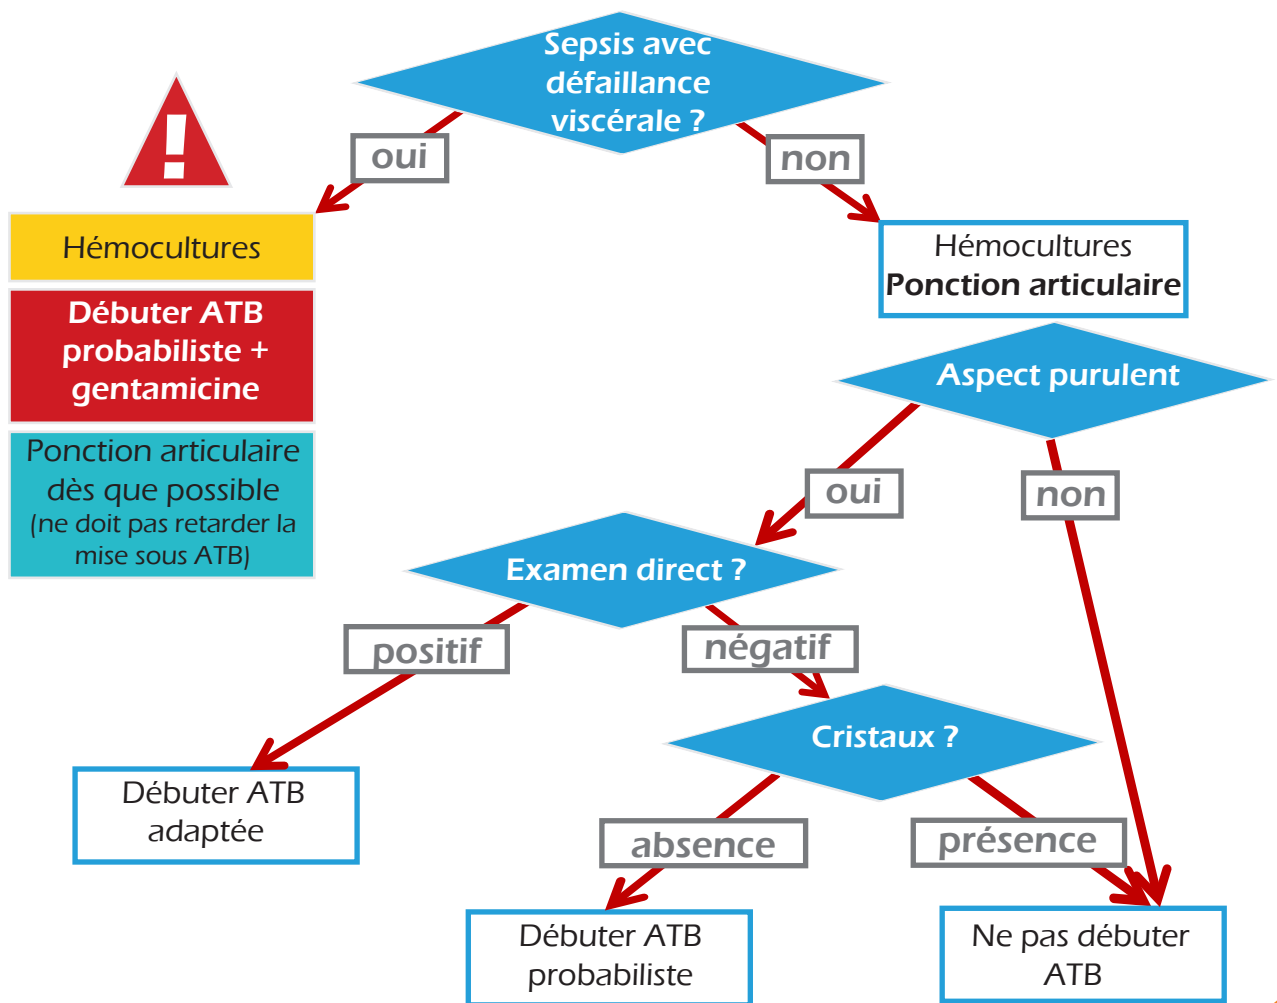 Sepsis avec
défaillance
viscérale ?
!
oui
non
Hémocultures
Débuter ATB
probabiliste +
gentamicine
Ponction articulaire
dès que possible
(ne doit pas retarder la
mise sous ATB)
Hémocultures
Ponction articulaire
Aspect purulent
oui
non
Examen direct ?
positif
négatif
Cristaux ?
Débuter ATB
adaptée
absence
présence
Débuter ATB
probabiliste
Ne pas débuter
ATB